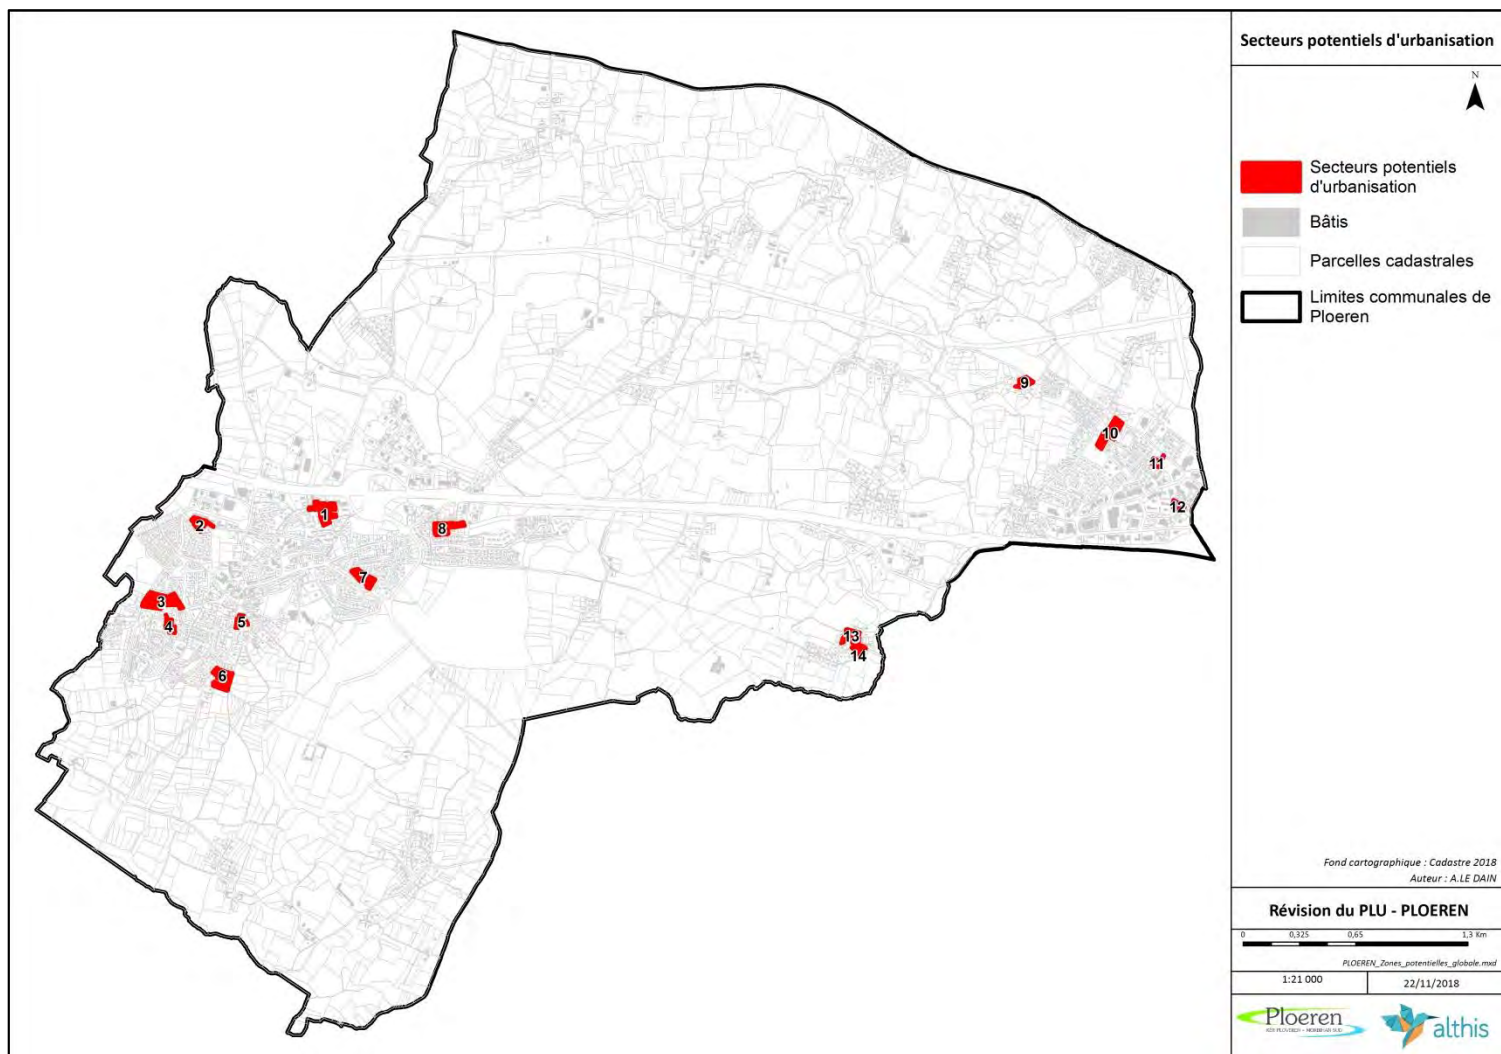 Secteurs potentiels d'urbanisation
N
Secteurs potentiels
d'urbanisation
Bâtis
Parcelles cadastrales
Limites communales de
Ploeren
9
10
11
12
1
2
8
7
3
4
5
6
13
14
Fond cartographique : Cadastre 2018
Auteur : A.LE DAIN
Révision du PLU - PLOEREN
0 0,325 0,65 1,3 Km
PLOEREN_Zones_potentielles_globale.mxd
1:21 000
22/11/2018
Ploeren
althis